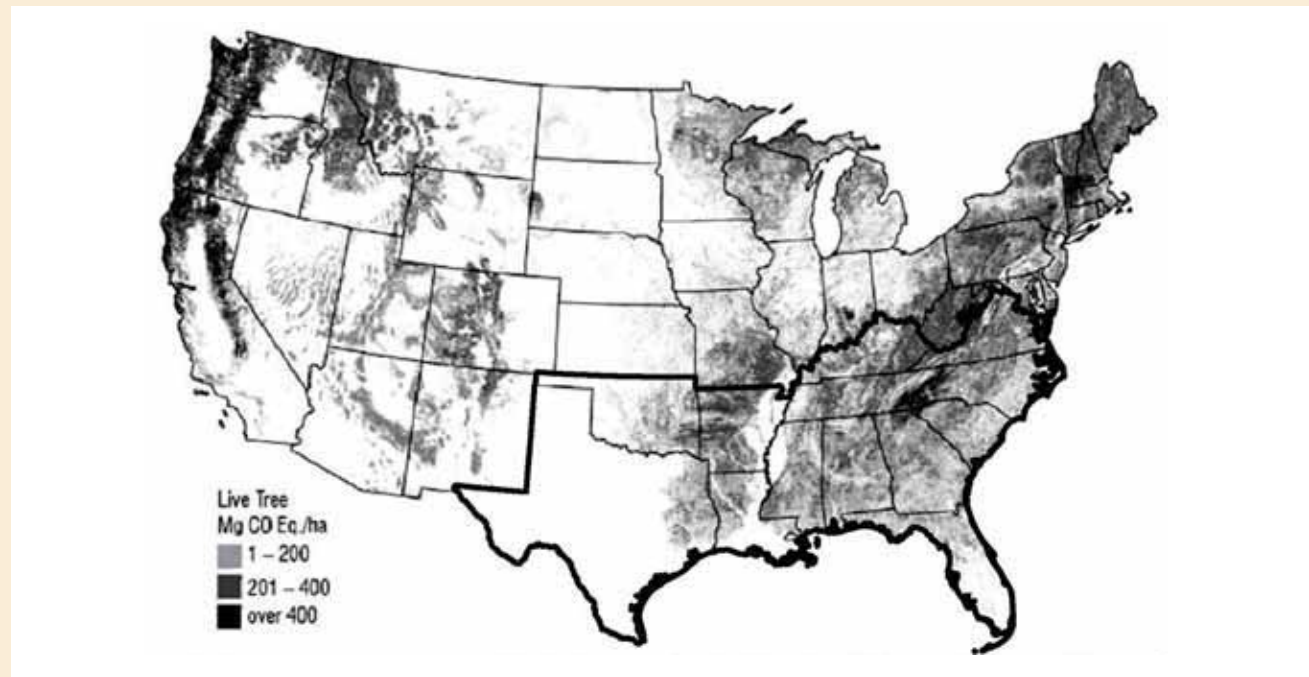 Live Tree
Mg CO Eq./ha
1 – 200
201 – 400
over 400